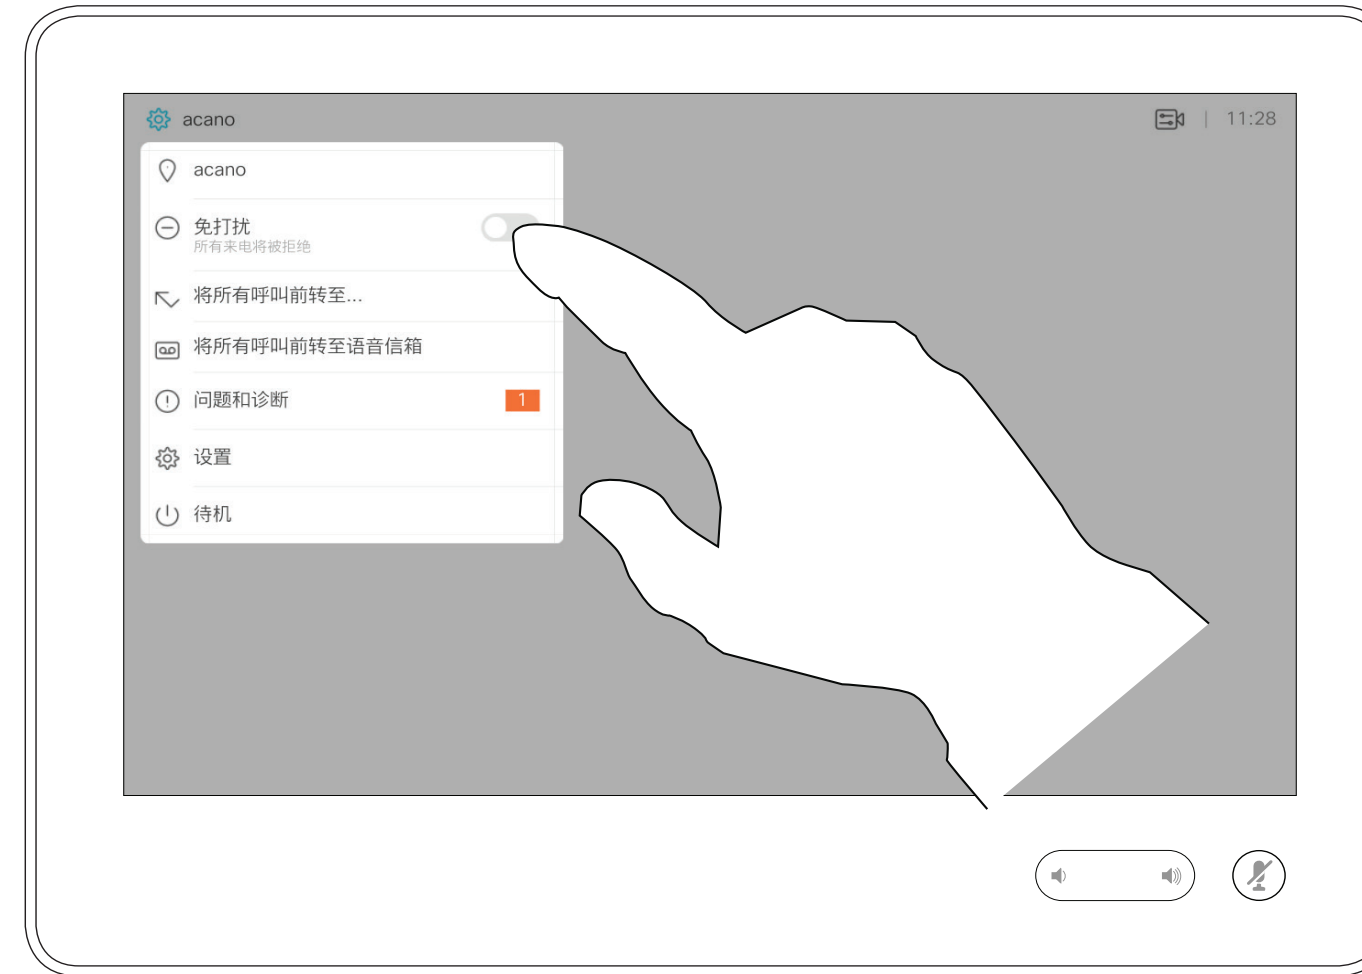 acano
11:28
acano
免打扰
所有来电将被拒绝
将所有呼叫前转至...
将所有呼叫前转至语音信箱
问题和诊断 1
设置
待机